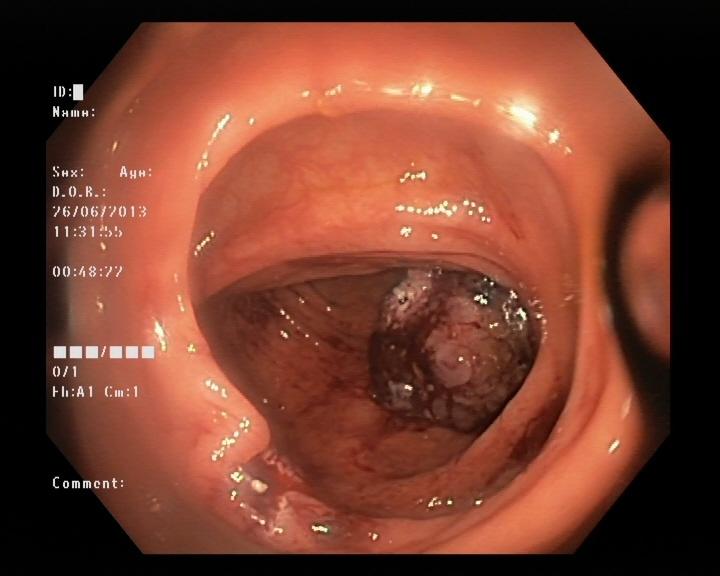 ID:
Name:
Sex: Age:
D.O.B.:
26/06/2013
11:31:55
00:48:22
■■■/■■■
0/1
Eh:A1 Cm:1
Comment: